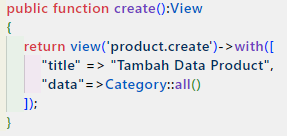 public function create():View
{
return view('product.create')->with([
"title" => "Tambah Data Product",
"data"=>Category::all()
]);
}